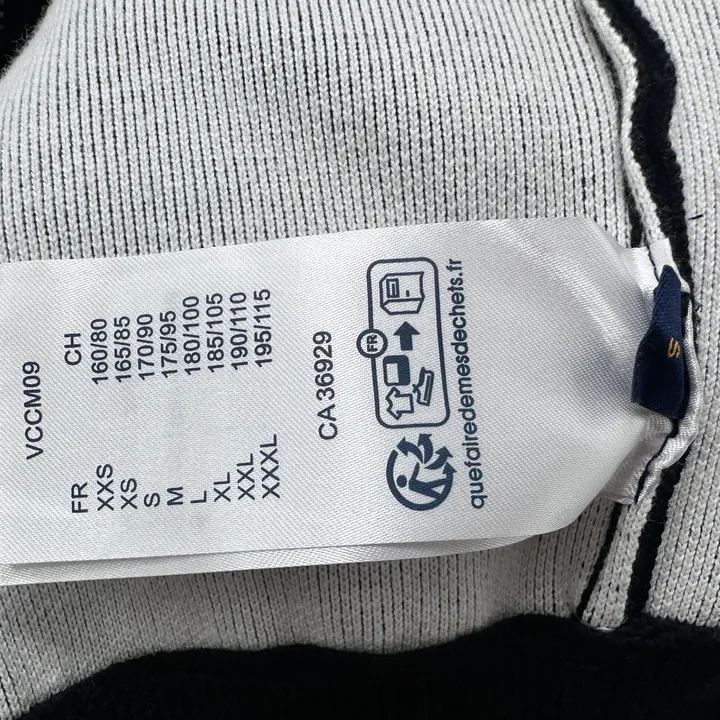 VCCM09
FR CH
XXS 160/80
XS 165/85
S 170/90
M 175/95
L 180/100
XL 185/105
XXL 190/110
XXXL 195/115
CA 36929
FR
quefairedemesdechets.fr
S